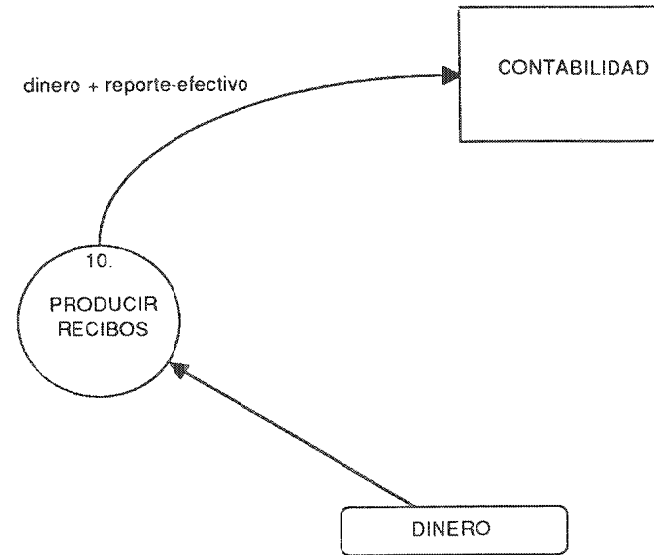 CONTABILIDAD
dinero + reporte-efectivo
10.
PRODUCIR
RECIBOS
DINERO